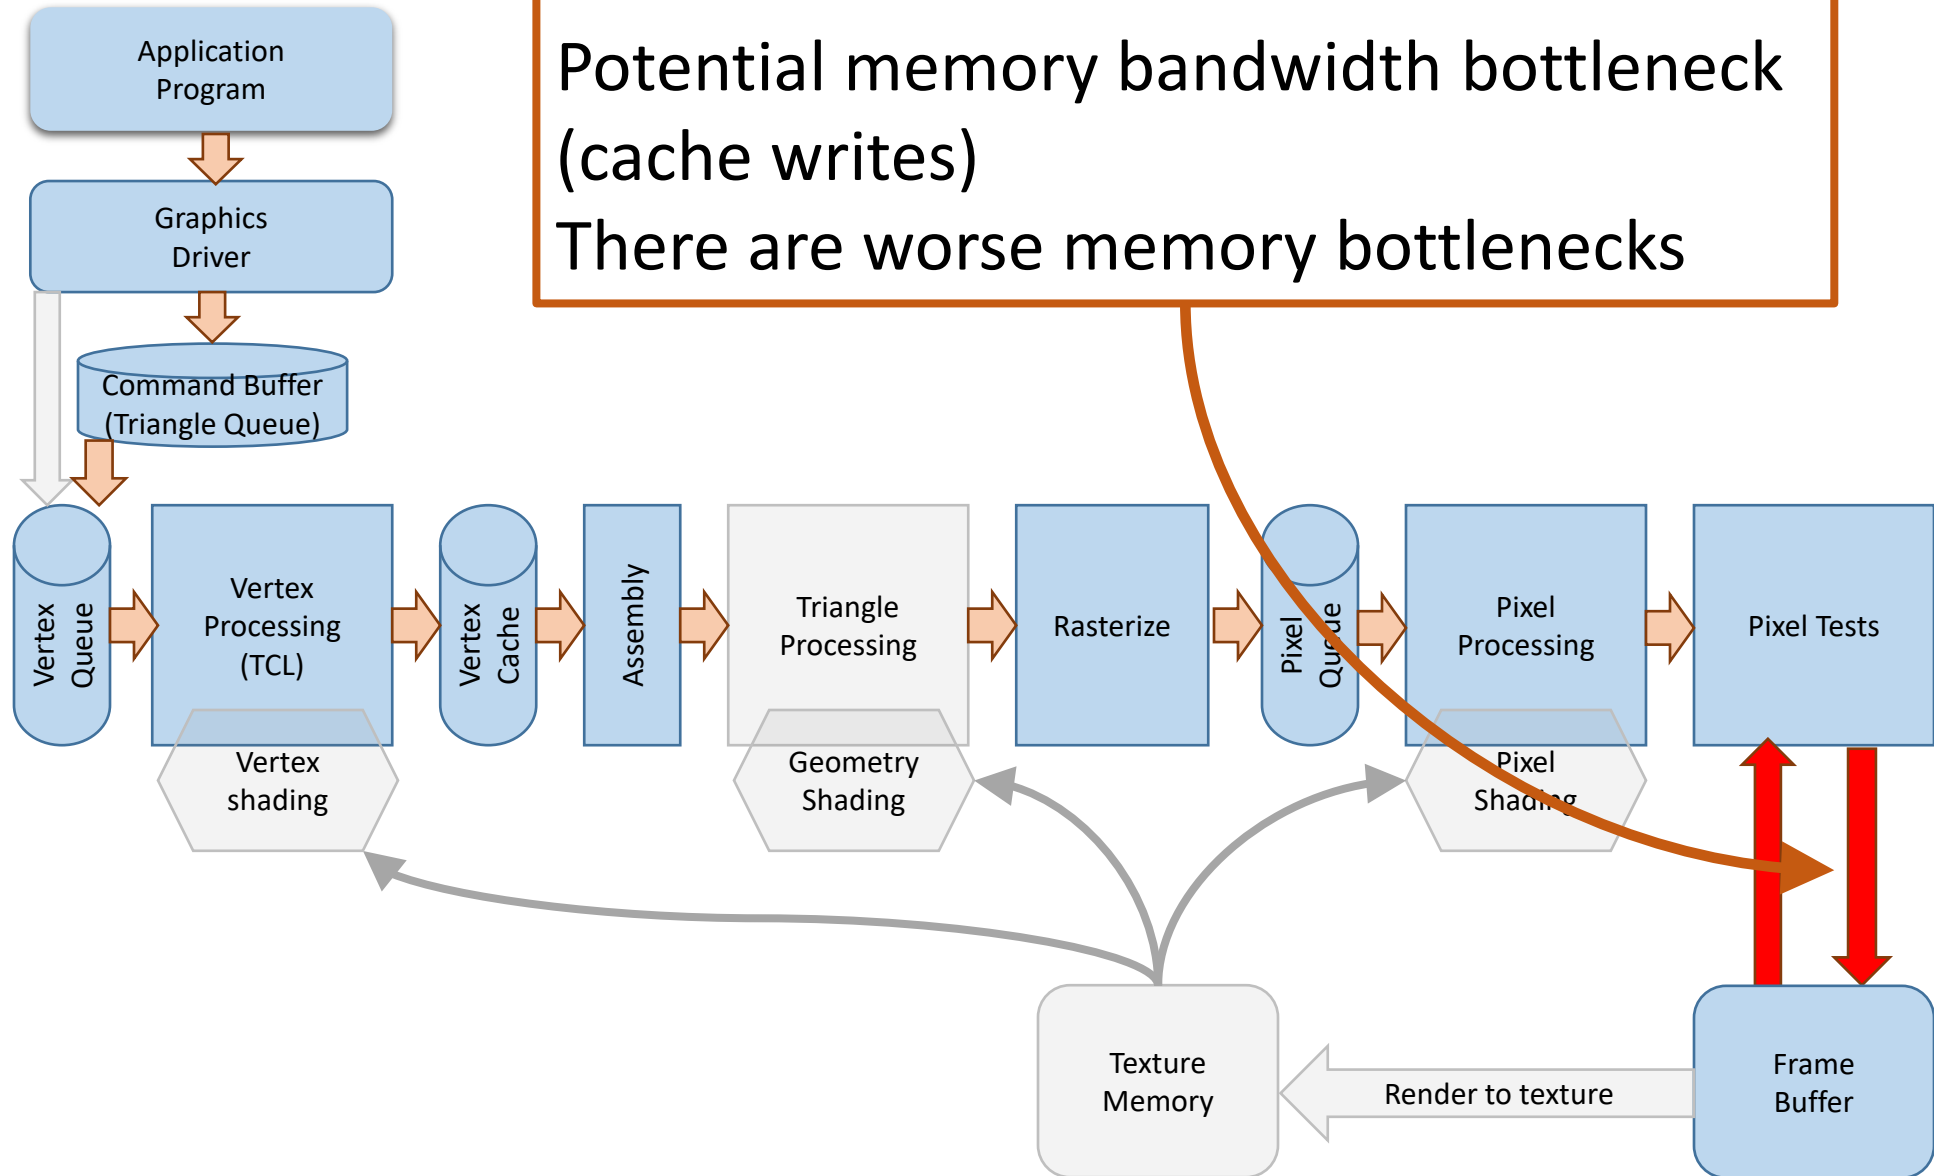 Application
Program
Potential memory bandwidth bottleneck
(cache writes)
There are worse memory bottlenecks
Graphics
Driver
Command Buffer
(Triangle Queue)
Vertex
Queue
Vertex
Processing
(TCL)
Vertex
Cache
Assembly
Triangle
Processing
Rasterize
Pixel
Queue
Pixel
Processing
Pixel Tests
Vertex
shading
Geometry
Shading
Pixel
Shading
Texture
Memory
Render to texture
Frame
Buffer